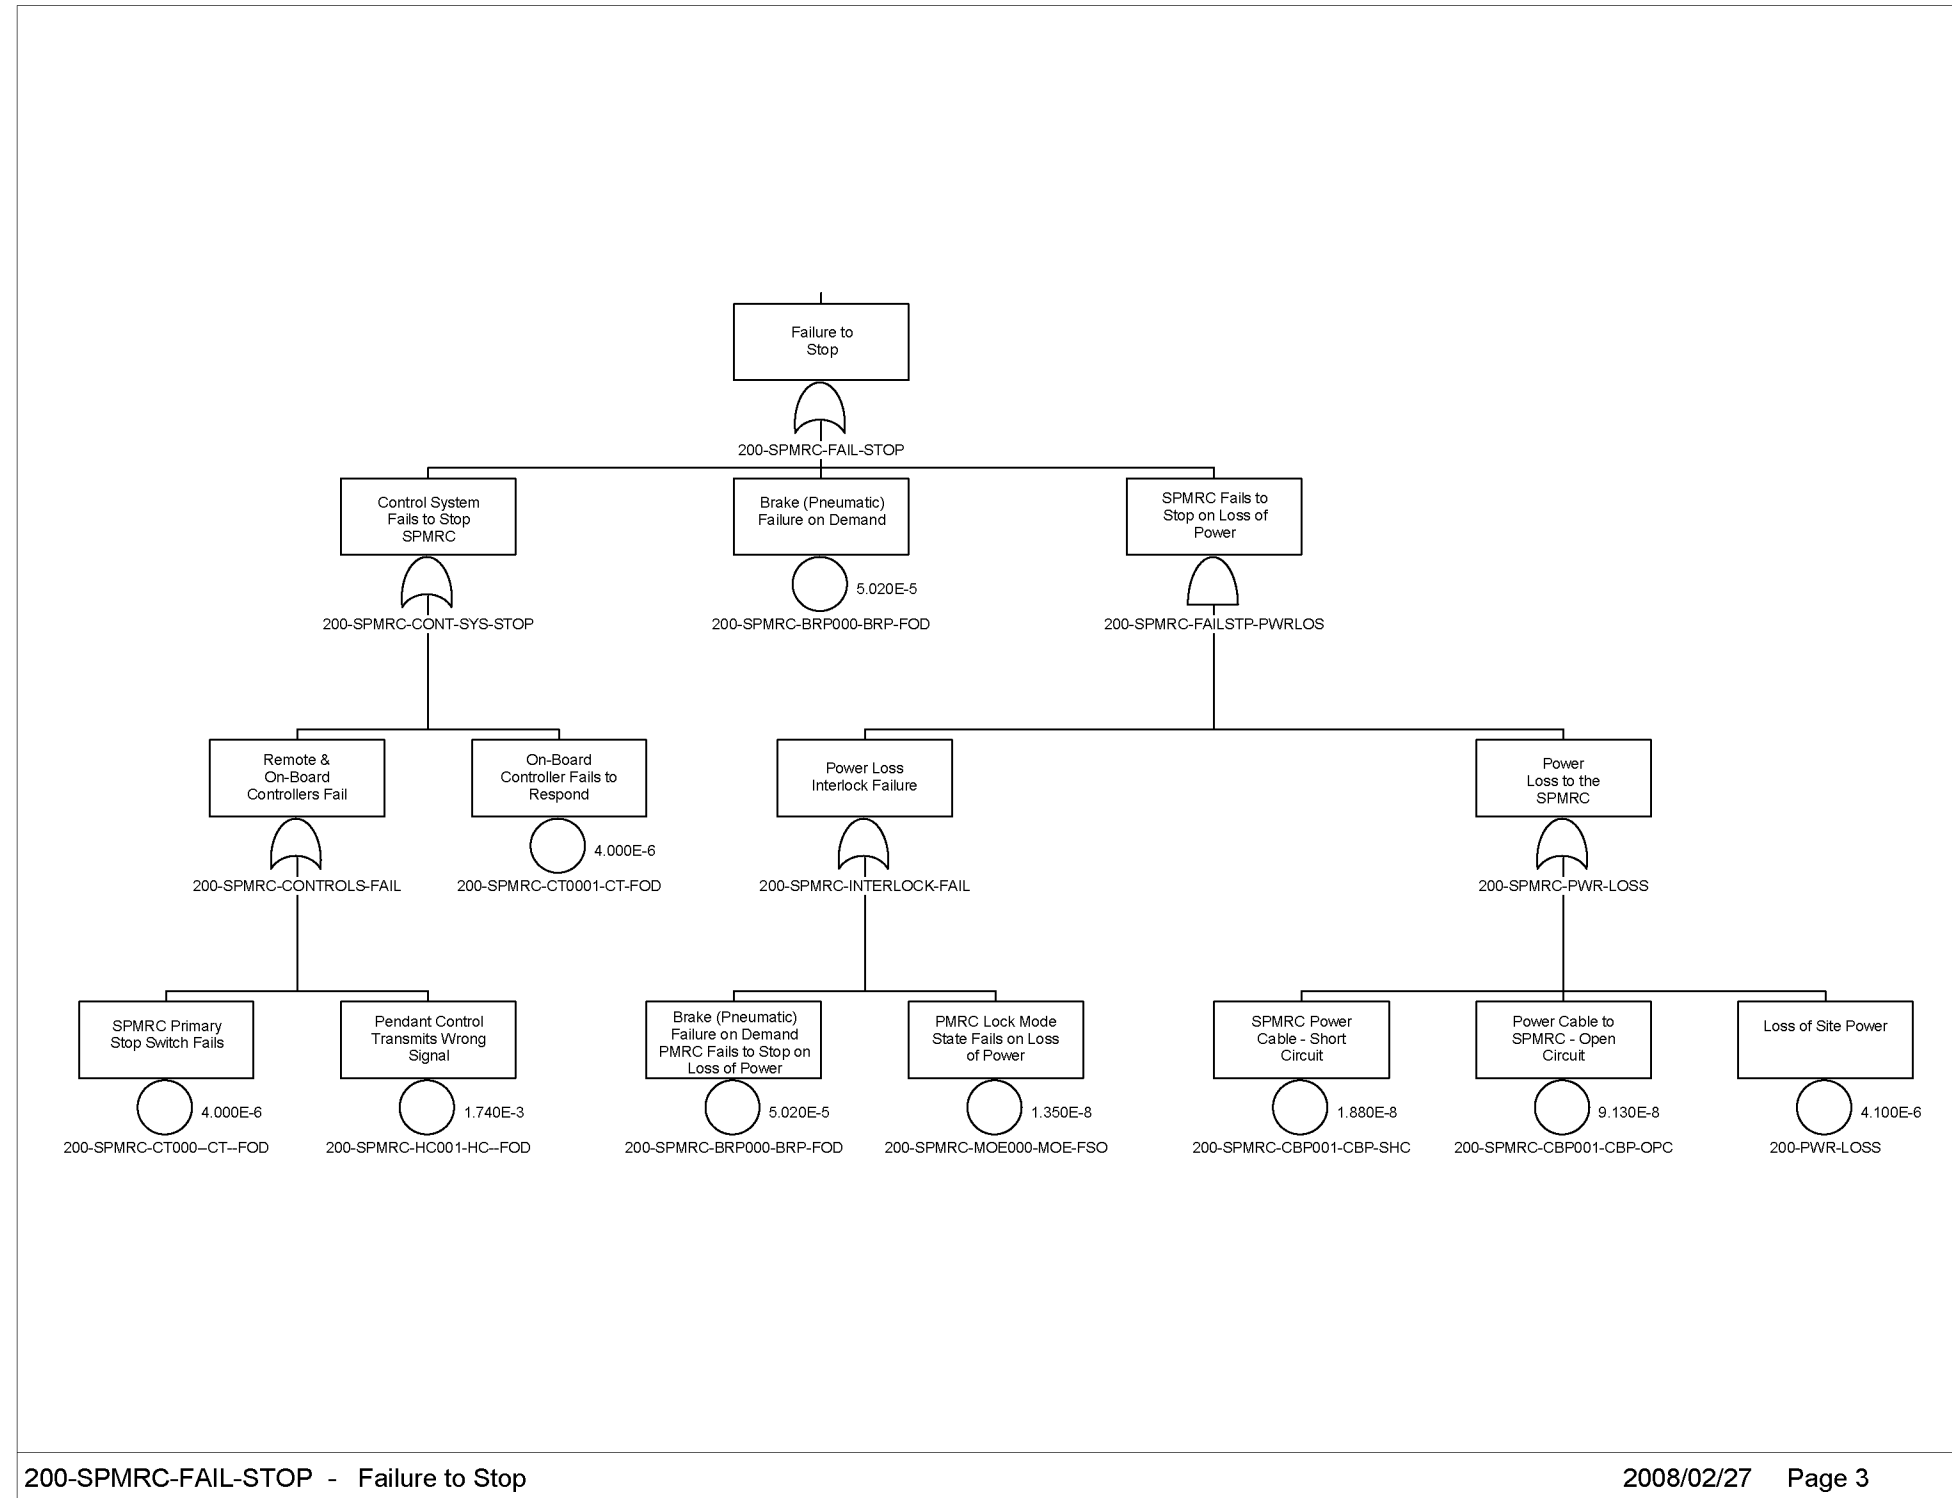 Failure to
Stop
200-SPMRC-FAIL-STOP
Control System
Fails to Stop
SPMRC
200-SPMRC-CONT-SYS-STOP
Brake (Pneumatic)
Failure on Demand
5.020E-5
200-SPMRC-BRP000-BRP-FOD
SPMRC Fails to
Stop on Loss of
Power
200-SPMRC-FAILSTP-PWRLOS
Remote &
On-Board
Controllers Fail
200-SPMRC-CONTROLS-FAIL
On-Board
Controller Fails to
Respond
4.000E-6
200-SPMRC-CT0001-CT-FOD
Power Loss
Interlock Failure
200-SPMRC-INTERLOCK-FAIL
Power
Loss to the
SPMRC
200-SPMRC-PWR-LOSS
SPMRC Primary
Stop Switch Fails
4.000E-6
200-SPMRC-CT000--CT--FOD
Pendant Control
Transmits Wrong
Signal
1.740E-3
200-SPMRC-HC001-HC--FOD
Brake (Pneumatic)
Failure on Demand
PMRC Fails to Stop on
Loss of Power
5.020E-5
200-SPMRC-BRP000-BRP-FOD
PMRC Lock Mode
State Fails on Loss
of Power
1.350E-8
200-SPMRC-MOE000-MOE-FSO
SPMRC Power
Cable - Short
Circuit
1.880E-8
200-SPMRC-CBP001-CBP-SHC
Power Cable to
SPMRC - Open
Circuit
9.130E-8
200-SPMRC-CBP001-CBP-OPC
Loss of Site Power
4.100E-6
200-PWR-LOSS
200-SPMRC-FAIL-STOP - Failure to Stop
2008/02/27 Page 3